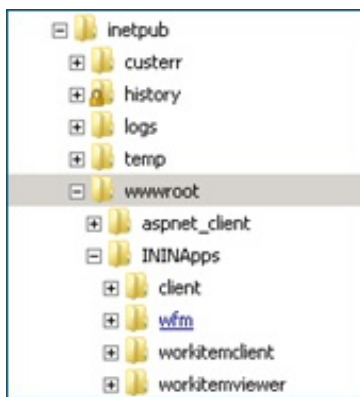 inetpub
custerr
history
logs
temp
wwwroot
aspnet_client
ININApps
client
wfm
workitemclient
workitemviewer